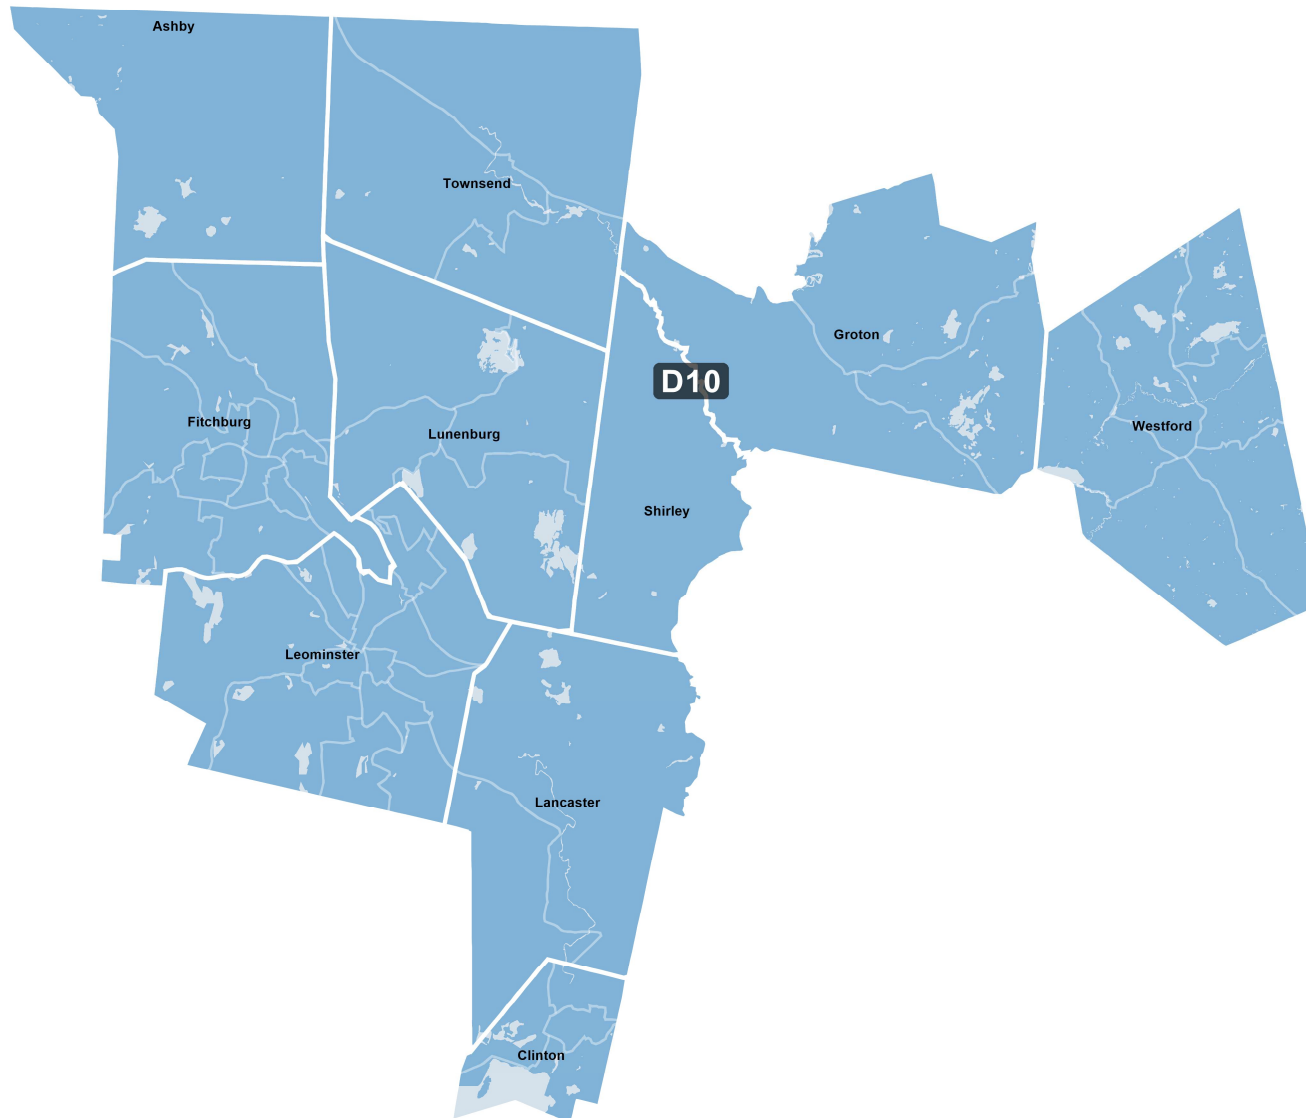 Ashby
Townsend
Groton
D10
Fitchburg
Westford
Lunenburg
Shirley
Leominster
Lancaster
Clinton